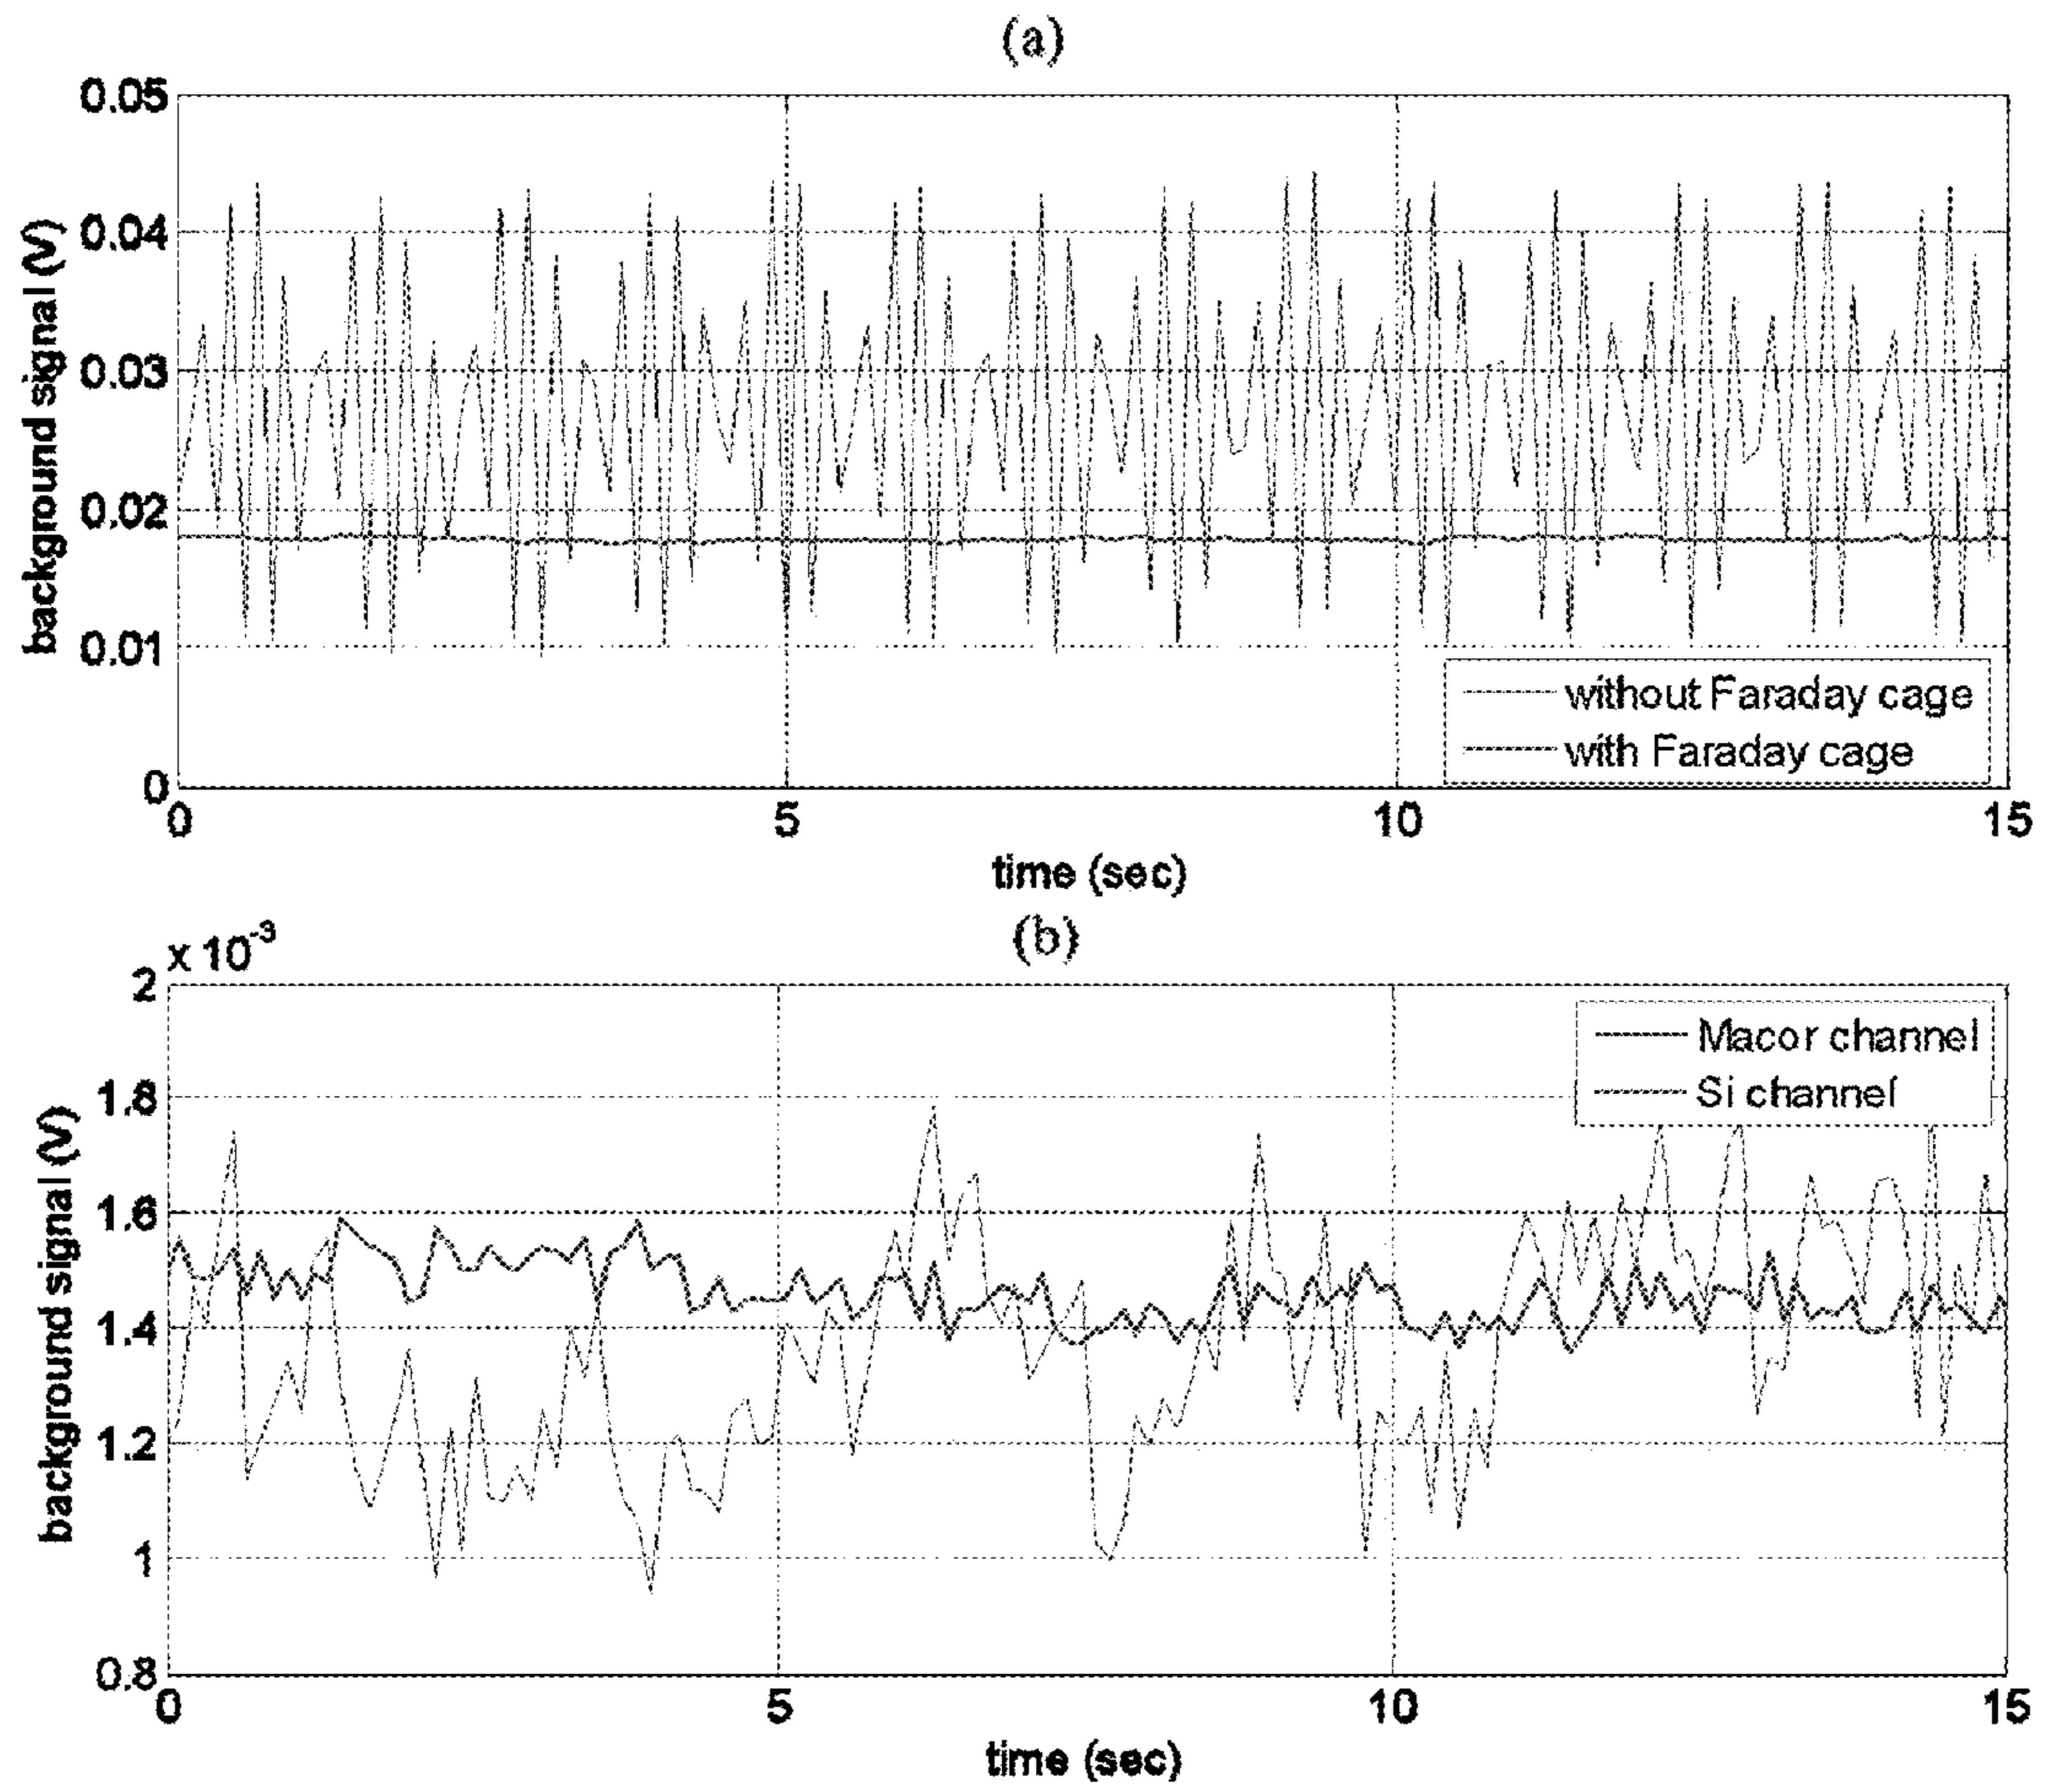 (a)
0.05
0.04
0.03
0.02
0.01
0
background signal (V)
without Faraday cage
with Faraday cage
0 5 10 15
time (sec)
(b)
x 10-3
2
1.8
1.6
1.4
1.2
1
0.8
background signal (V)
Macor channel
Si channel
0 5 10 15
time (sec)